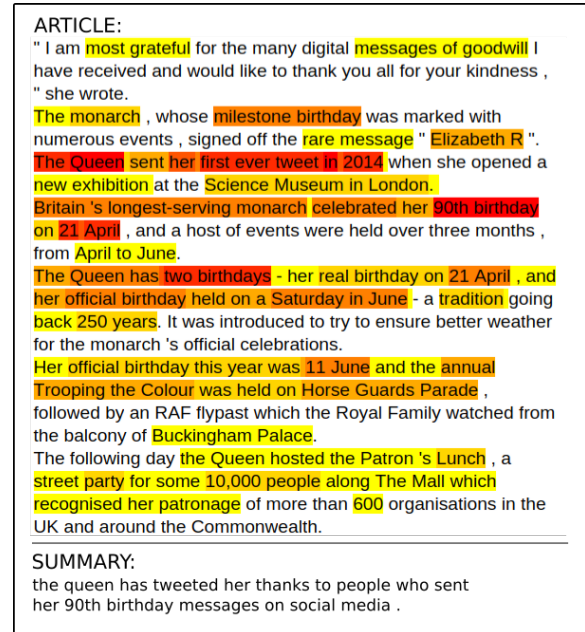 ARTICLE:
" I am most grateful for the many digital messages of goodwill I
have received and would like to thank you all for your kindness ,
" she wrote.
The monarch , whose milestone birthday was marked with
numerous events , signed off the rare message " Elizabeth R ".
The Queen sent her first ever tweet in 2014 when she opened a
new exhibition at the Science Museum in London.
Britain 's longest-serving monarch celebrated her 90th birthday
on 21 April , and a host of events were held over three months ,
from April to June.
The Queen has two birthdays - her real birthday on 21 April , and
her official birthday held on a Saturday in June - a tradition going
back 250 years. It was introduced to try to ensure better weather
for the monarch 's official celebrations.
Her official birthday this year was 11 June and the annual
Trooping the Colour was held on Horse Guards Parade ,
followed by an RAF flypast which the Royal Family watched from
the balcony of Buckingham Palace.
The following day the Queen hosted the Patron 's Lunch , a
street party for some 10,000 people along The Mall which
recognised her patronage of more than 600 organisations in the
UK and around the Commonwealth.
SUMMARY:
the queen has tweeted her thanks to people who sent
her 90th birthday messages on social media .